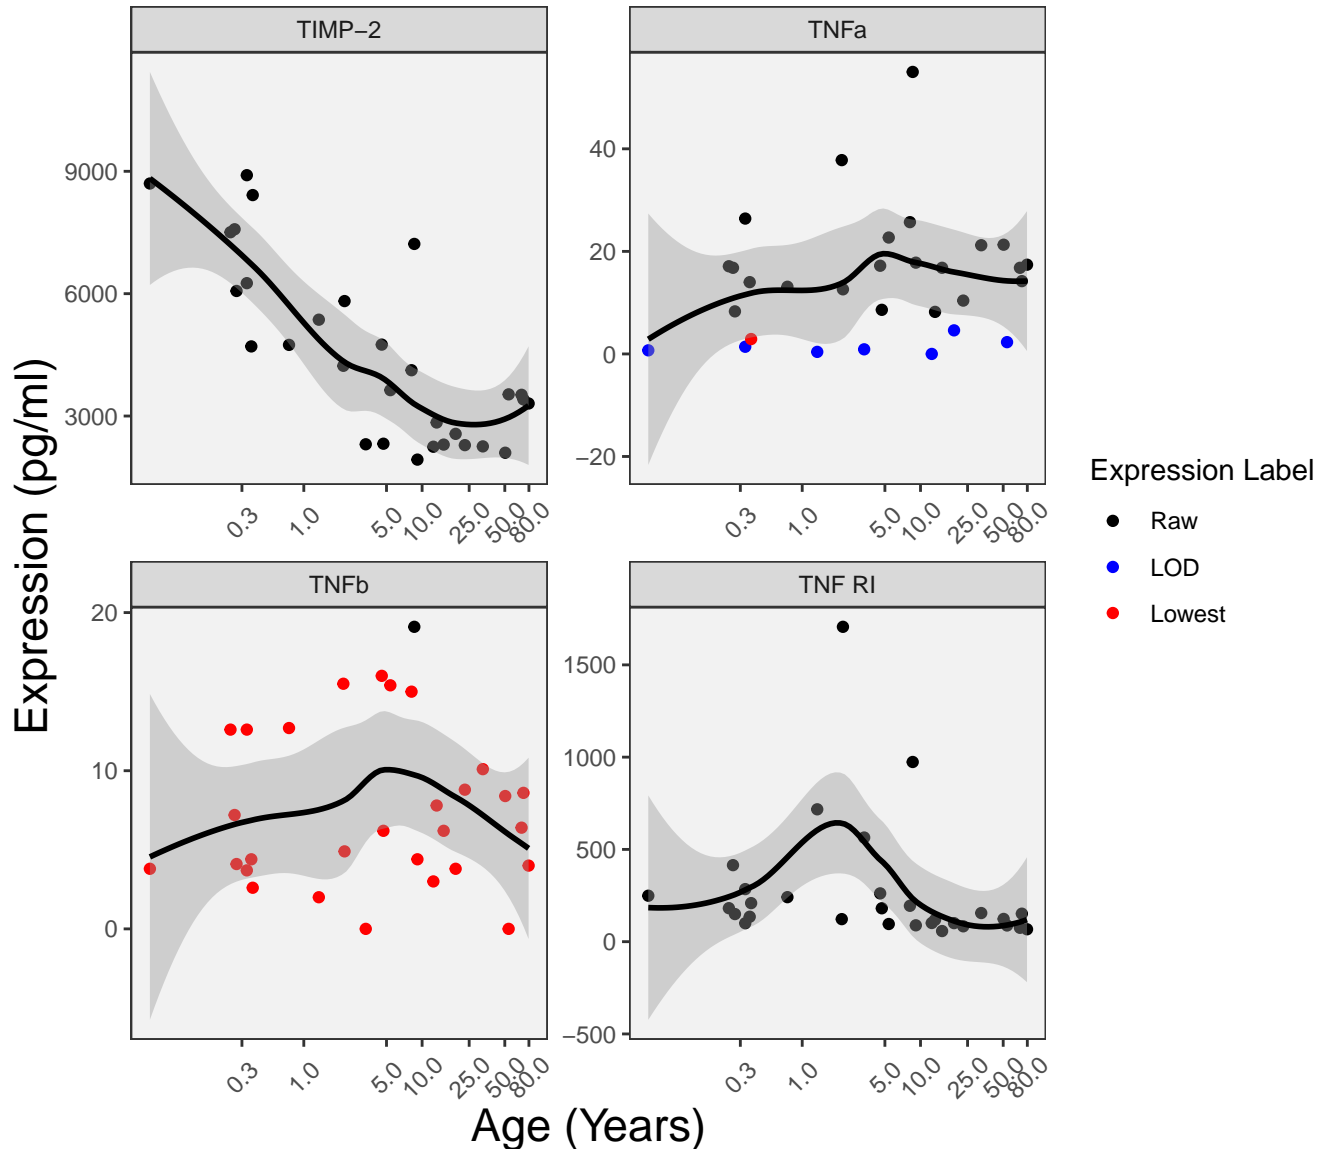 TIMP−2
TNFa
9000
6000
3000
40
20
0
−20
0.3 1.0 5.0 10.0 25.0 50.0 80.0
0.3 1.0 5.0 10.0 25.0 50.0 80.0
TNFb
TNF RI
20
10
0
1500
1000
500
0
−500
0.3 1.0 5.0 10.0 25.0 50.0 80.0
0.3 1.0 5.0 10.0 25.0 50.0 80.0
Expression (pg/ml)
Age (Years)
Expression Label
Raw
LOD
Lowest